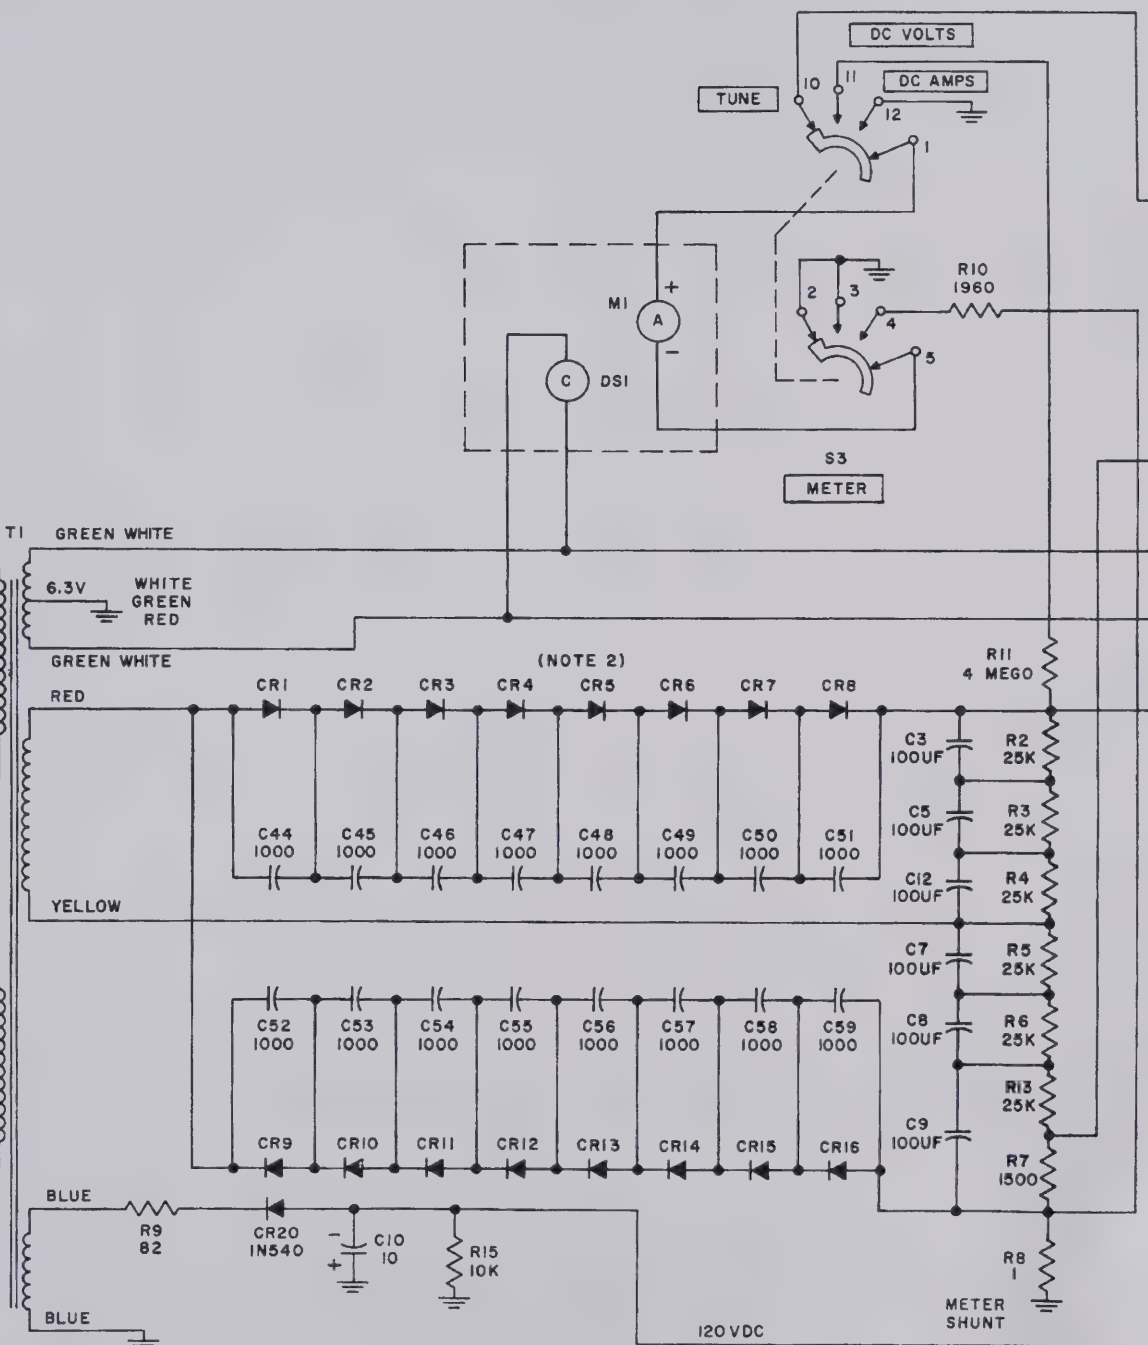 DC VOLTS
DC AMPS
TUNE
10
11
12
1
2
3
4
5
R10
1960
M1
+
A
−
C
DS1
S3
METER
T1
GREEN WHITE
6.3V
WHITE
GREEN
RED
GREEN WHITE
RED
(NOTE 2)
R11
4 MEGO
CR1 CR2 CR3 CR4 CR5 CR6 CR7 CR8
C3
100UF
R2
25K
C5
100UF
R3
25K
C44 C45 C46 C47 C48 C49 C50 C51
1000 1000 1000 1000 1000 1000 1000 1000
C12
100UF
R4
25K
YELLOW
C7
100UF
R5
25K
C52 C53 C54 C55 C56 C57 C58 C59
1000 1000 1000 1000 1000 1000 1000 1000
C8
100UF
R6
25K
R13
25K
C9
100UF
CR9 CR10 CR11 CR12 CR13 CR14 CR15 CR16
R7
1500
BLUE
R9
82
CR20
1N540
−
+
C10
10
R15
10K
R8
1
METER
SHUNT
BLUE
120VDC